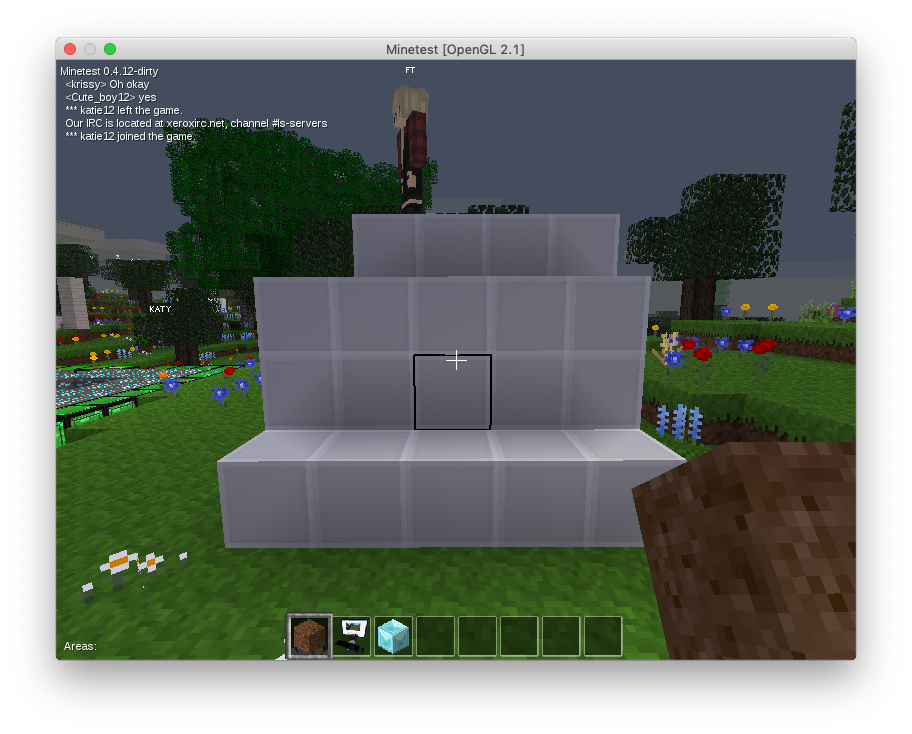 Minetest [OpenGL 2.1]
Minetest 0.4.12-dirty
<krissy> Oh okay
<Cute_boy12> yes
*** katie12 left the game.
Our IRC is located at xeroxirc.net, channel #ls-servers
*** katie12 joined the game.
FT
KATY
Areas: